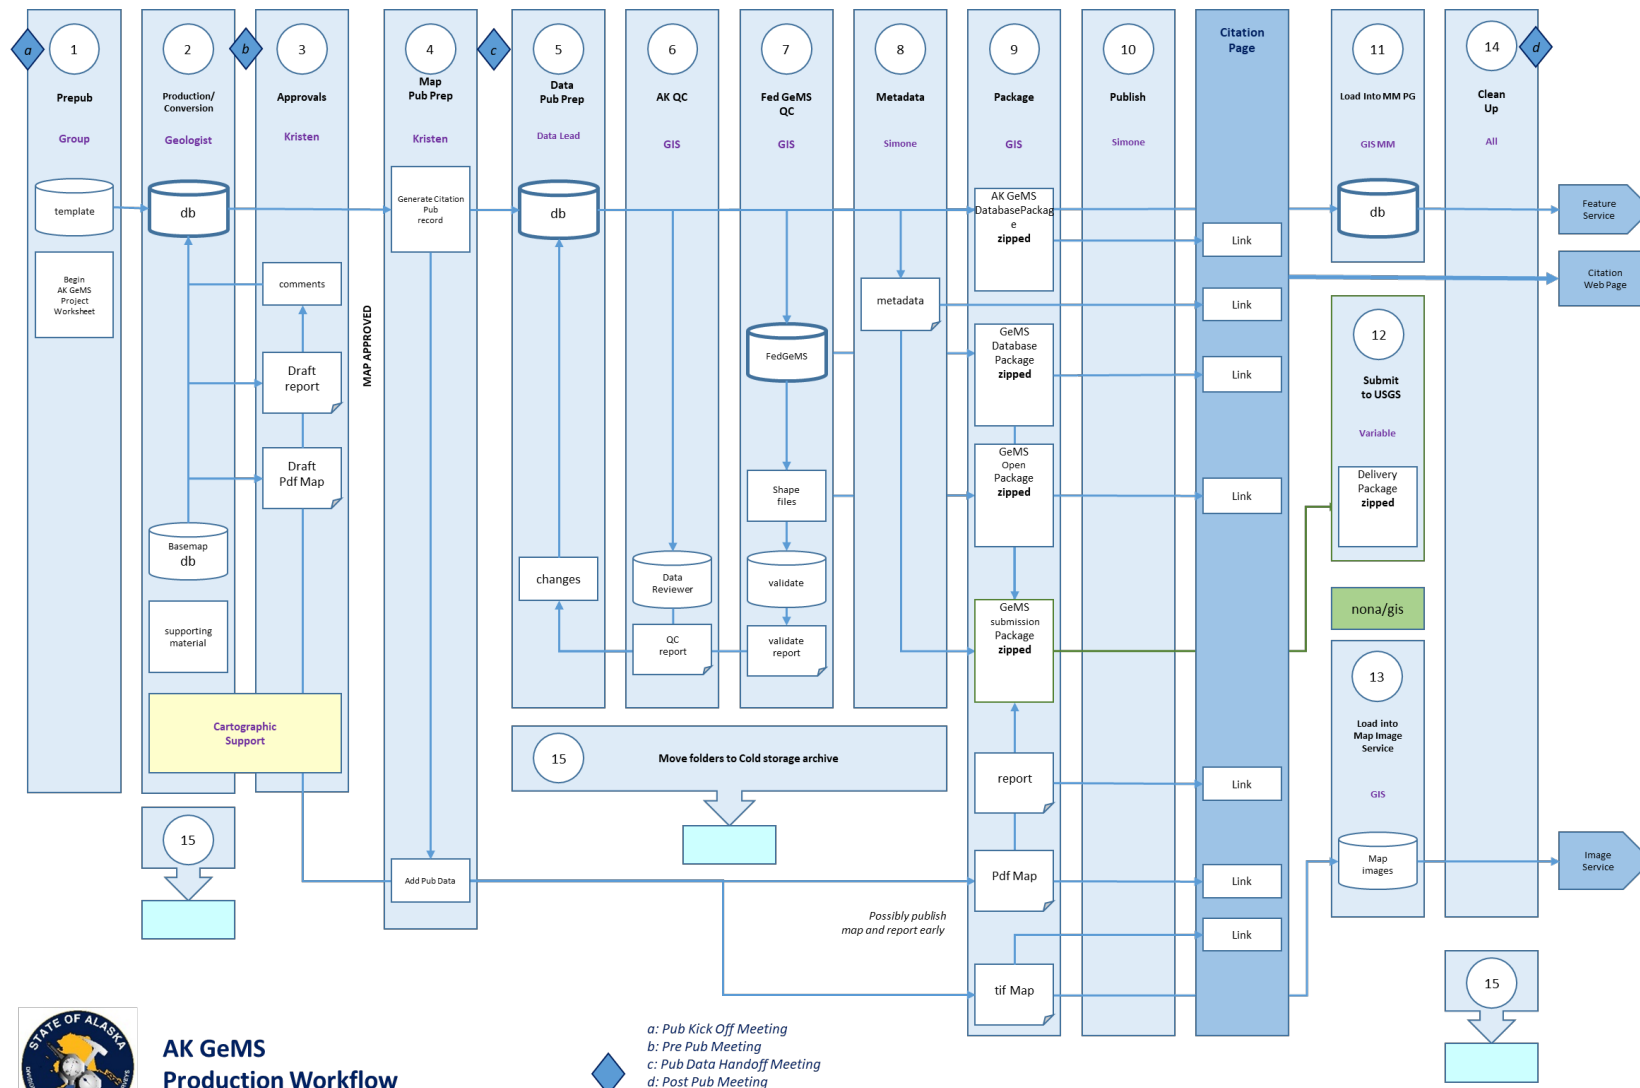 a
1
Prepub
Group
template
Begin
AK GeMS
Project
Worksheet
2
Production/
Conversion
Geologist
db
Basemap
db
supporting
material
b
3
Approvals
Kristen
comments
Draft
report
Draft
Pdf Map
Cartographic
Support
15
MAP APPROVED
4
Map
Pub Prep
Kristen
Generate Citation
Pub
record
Add Pub Data
c
5
Data
Pub Prep
Data Lead
db
changes
6
AK QC
GIS
Data
Reviewer
QC
report
7
Fed GeMS
QC
GIS
FedGeMS
Shape
files
validate
validate
report
8
Metadata
Simone
metadata
15
Move folders to Cold storage archive
Possibly publish
map and report early
9
Package
GIS
AK GeMS
DatabasePackag
e
zipped
GeMS
Database
Package
zipped
GeMS
Open
Package
zipped
GeMS
submission
Package
zipped
report
Pdf Map
tif Map
10
Publish
Simone
Citation
Page
Link
Link
Link
Link
Link
Link
Link
11
Load Into MM PG
GIS MM
db
12
Submit
to USGS
Variable
Delivery
Package
zipped
nona/gis
13
Load into
Map Image
Service
GIS
Map
images
14
d
Clean
Up
All
15
Feature
Service
Citation
Web Page
Image
Service
STATE OF ALASKA
AK GeMS
Production Workflow
a: Pub Kick Off Meeting
b: Pre Pub Meeting
c: Pub Data Handoff Meeting
d: Post Pub Meeting